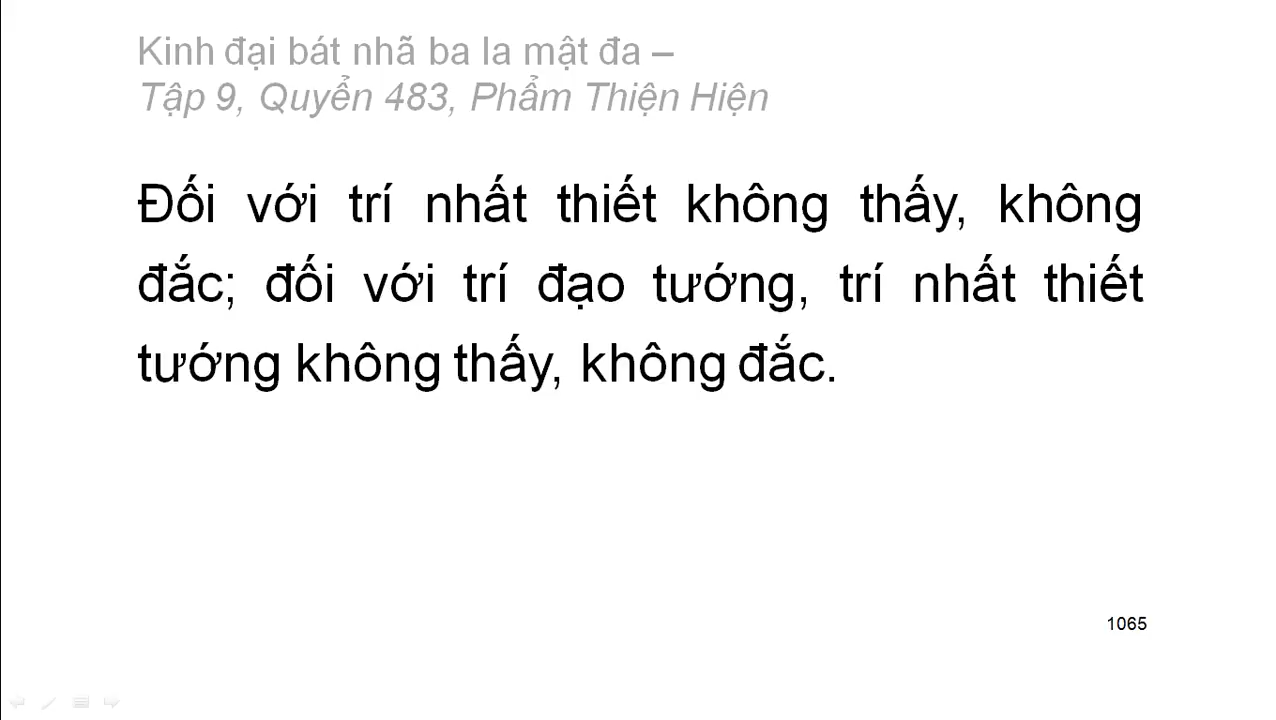 Kinh đại bát nhã ba la mật đa –
Tập 9, Quyển 483, Phẩm Thiện Hiện
Đối với trí nhất thiết không thấy, không
đắc; đối với trí đạo tướng, trí nhất thiết
tướng không thấy, không đắc.
1065